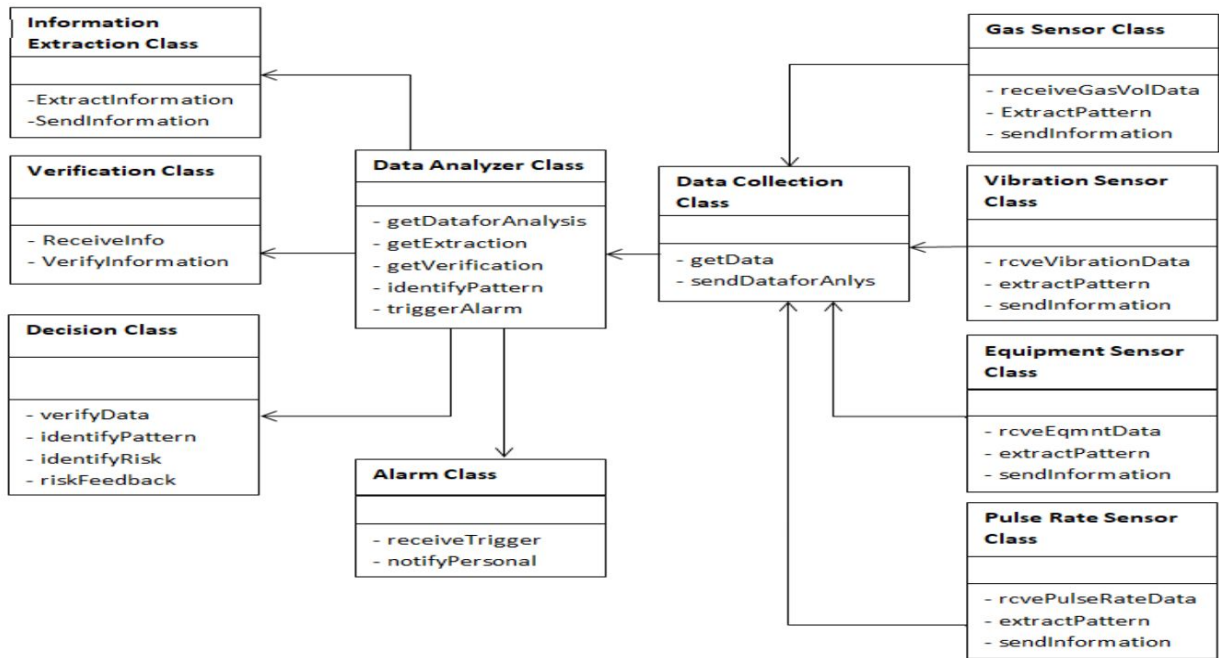 Information
Extraction Class
-ExtractInformation
-SendInformation
Verification Class
- ReceiveInfo
- VerifyInformation
Decision Class
- verifyData
- identifyPattern
- identifyRisk
- riskFeedback
Data Analyzer Class
- getDataforAnalysis
- getExtraction
- getVerification
- identifyPattern
- triggerAlarm
Alarm Class
- receiveTrigger
- notifyPersonal
Data Collection
Class
- getData
- sendDataforAnlys
Gas Sensor Class
- receiveGasVolData
- ExtractPattern
- sendInformation
Vibration Sensor
Class
- rcveVibrationData
- extractPattern
- sendInformation
Equipment Sensor
Class
- rcveEqmntData
- extractPattern
- sendInformation
Pulse Rate Sensor
Class
- rcvePulseRateData
- extractPattern
- sendInformation